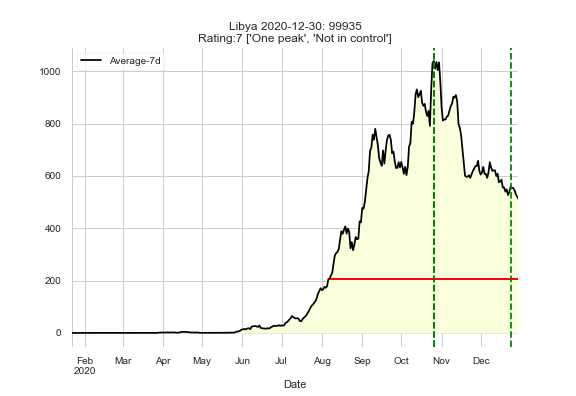 Libya 2020-12-30: 99935
Rating:7 ['One peak', 'Not in control']
Average-7d
1000
800
600
400
200
0
Feb Mar Apr May Jun Jul Aug Sep Oct Nov Dec
2020
Date